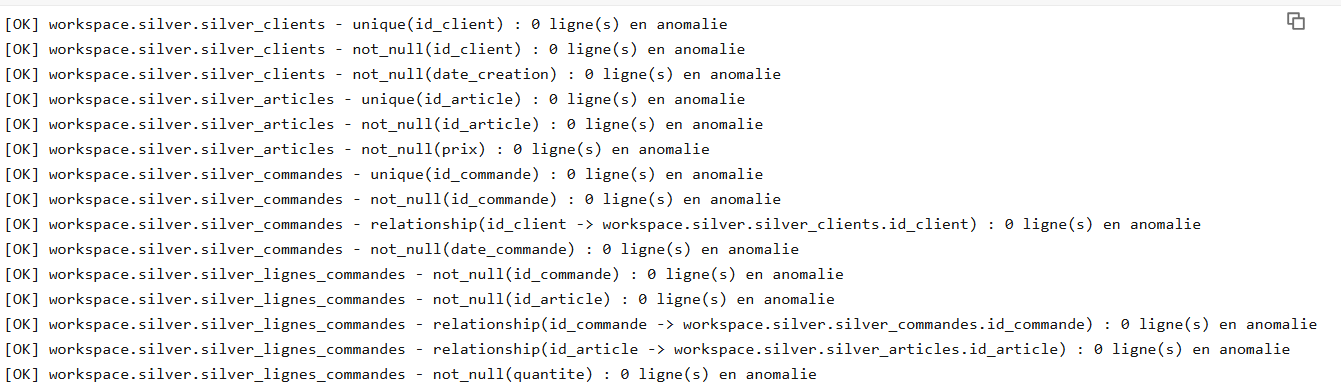 [OK] workspace.silver.silver_clients - unique(id_client) : 0 ligne(s) en anomalie
[OK] workspace.silver.silver_clients - not_null(id_client) : 0 ligne(s) en anomalie
[OK] workspace.silver.silver_clients - not_null(date_creation) : 0 ligne(s) en anomalie
[OK] workspace.silver.silver_articles - unique(id_article) : 0 ligne(s) en anomalie
[OK] workspace.silver.silver_articles - not_null(id_article) : 0 ligne(s) en anomalie
[OK] workspace.silver.silver_articles - not_null(prix) : 0 ligne(s) en anomalie
[OK] workspace.silver.silver_commandes - unique(id_commande) : 0 ligne(s) en anomalie
[OK] workspace.silver.silver_commandes - not_null(id_commande) : 0 ligne(s) en anomalie
[OK] workspace.silver.silver_commandes - relationship(id_client -> workspace.silver.silver_clients.id_client) : 0 ligne(s) en anomalie
[OK] workspace.silver.silver_commandes - not_null(date_commande) : 0 ligne(s) en anomalie
[OK] workspace.silver.silver_lignes_commandes - not_null(id_commande) : 0 ligne(s) en anomalie
[OK] workspace.silver.silver_lignes_commandes - not_null(id_article) : 0 ligne(s) en anomalie
[OK] workspace.silver.silver_lignes_commandes - relationship(id_commande -> workspace.silver.silver_commandes.id_commande) : 0 ligne(s) en anomalie
[OK] workspace.silver.silver_lignes_commandes - relationship(id_article -> workspace.silver.silver_articles.id_article) : 0 ligne(s) en anomalie
[OK] workspace.silver.silver_lignes_commandes - not_null(quantite) : 0 ligne(s) en anomalie